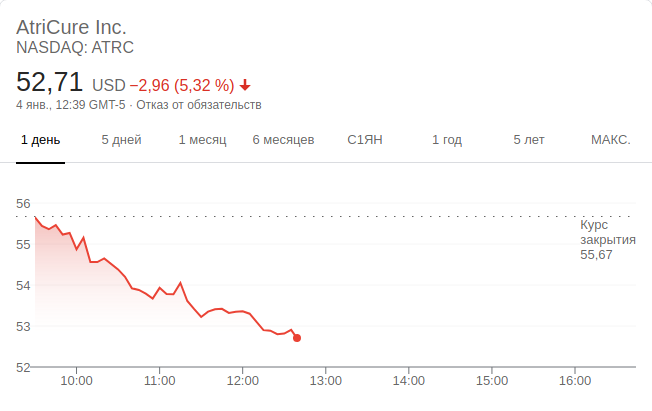 AtriCure Inc.
NASDAQ: ATRC
52,71 USD −2,96 (5,32 %)
4 янв., 12:39 GMT-5 · Отказ от обязательств
1 день 5 дней 1 месяц 6 месяцев С1ЯН 1 год 5 лет МАКС.
56
55
54
53
52
Курс
закрытия
55,67
10:00 11:00 12:00 13:00 14:00 15:00 16:00